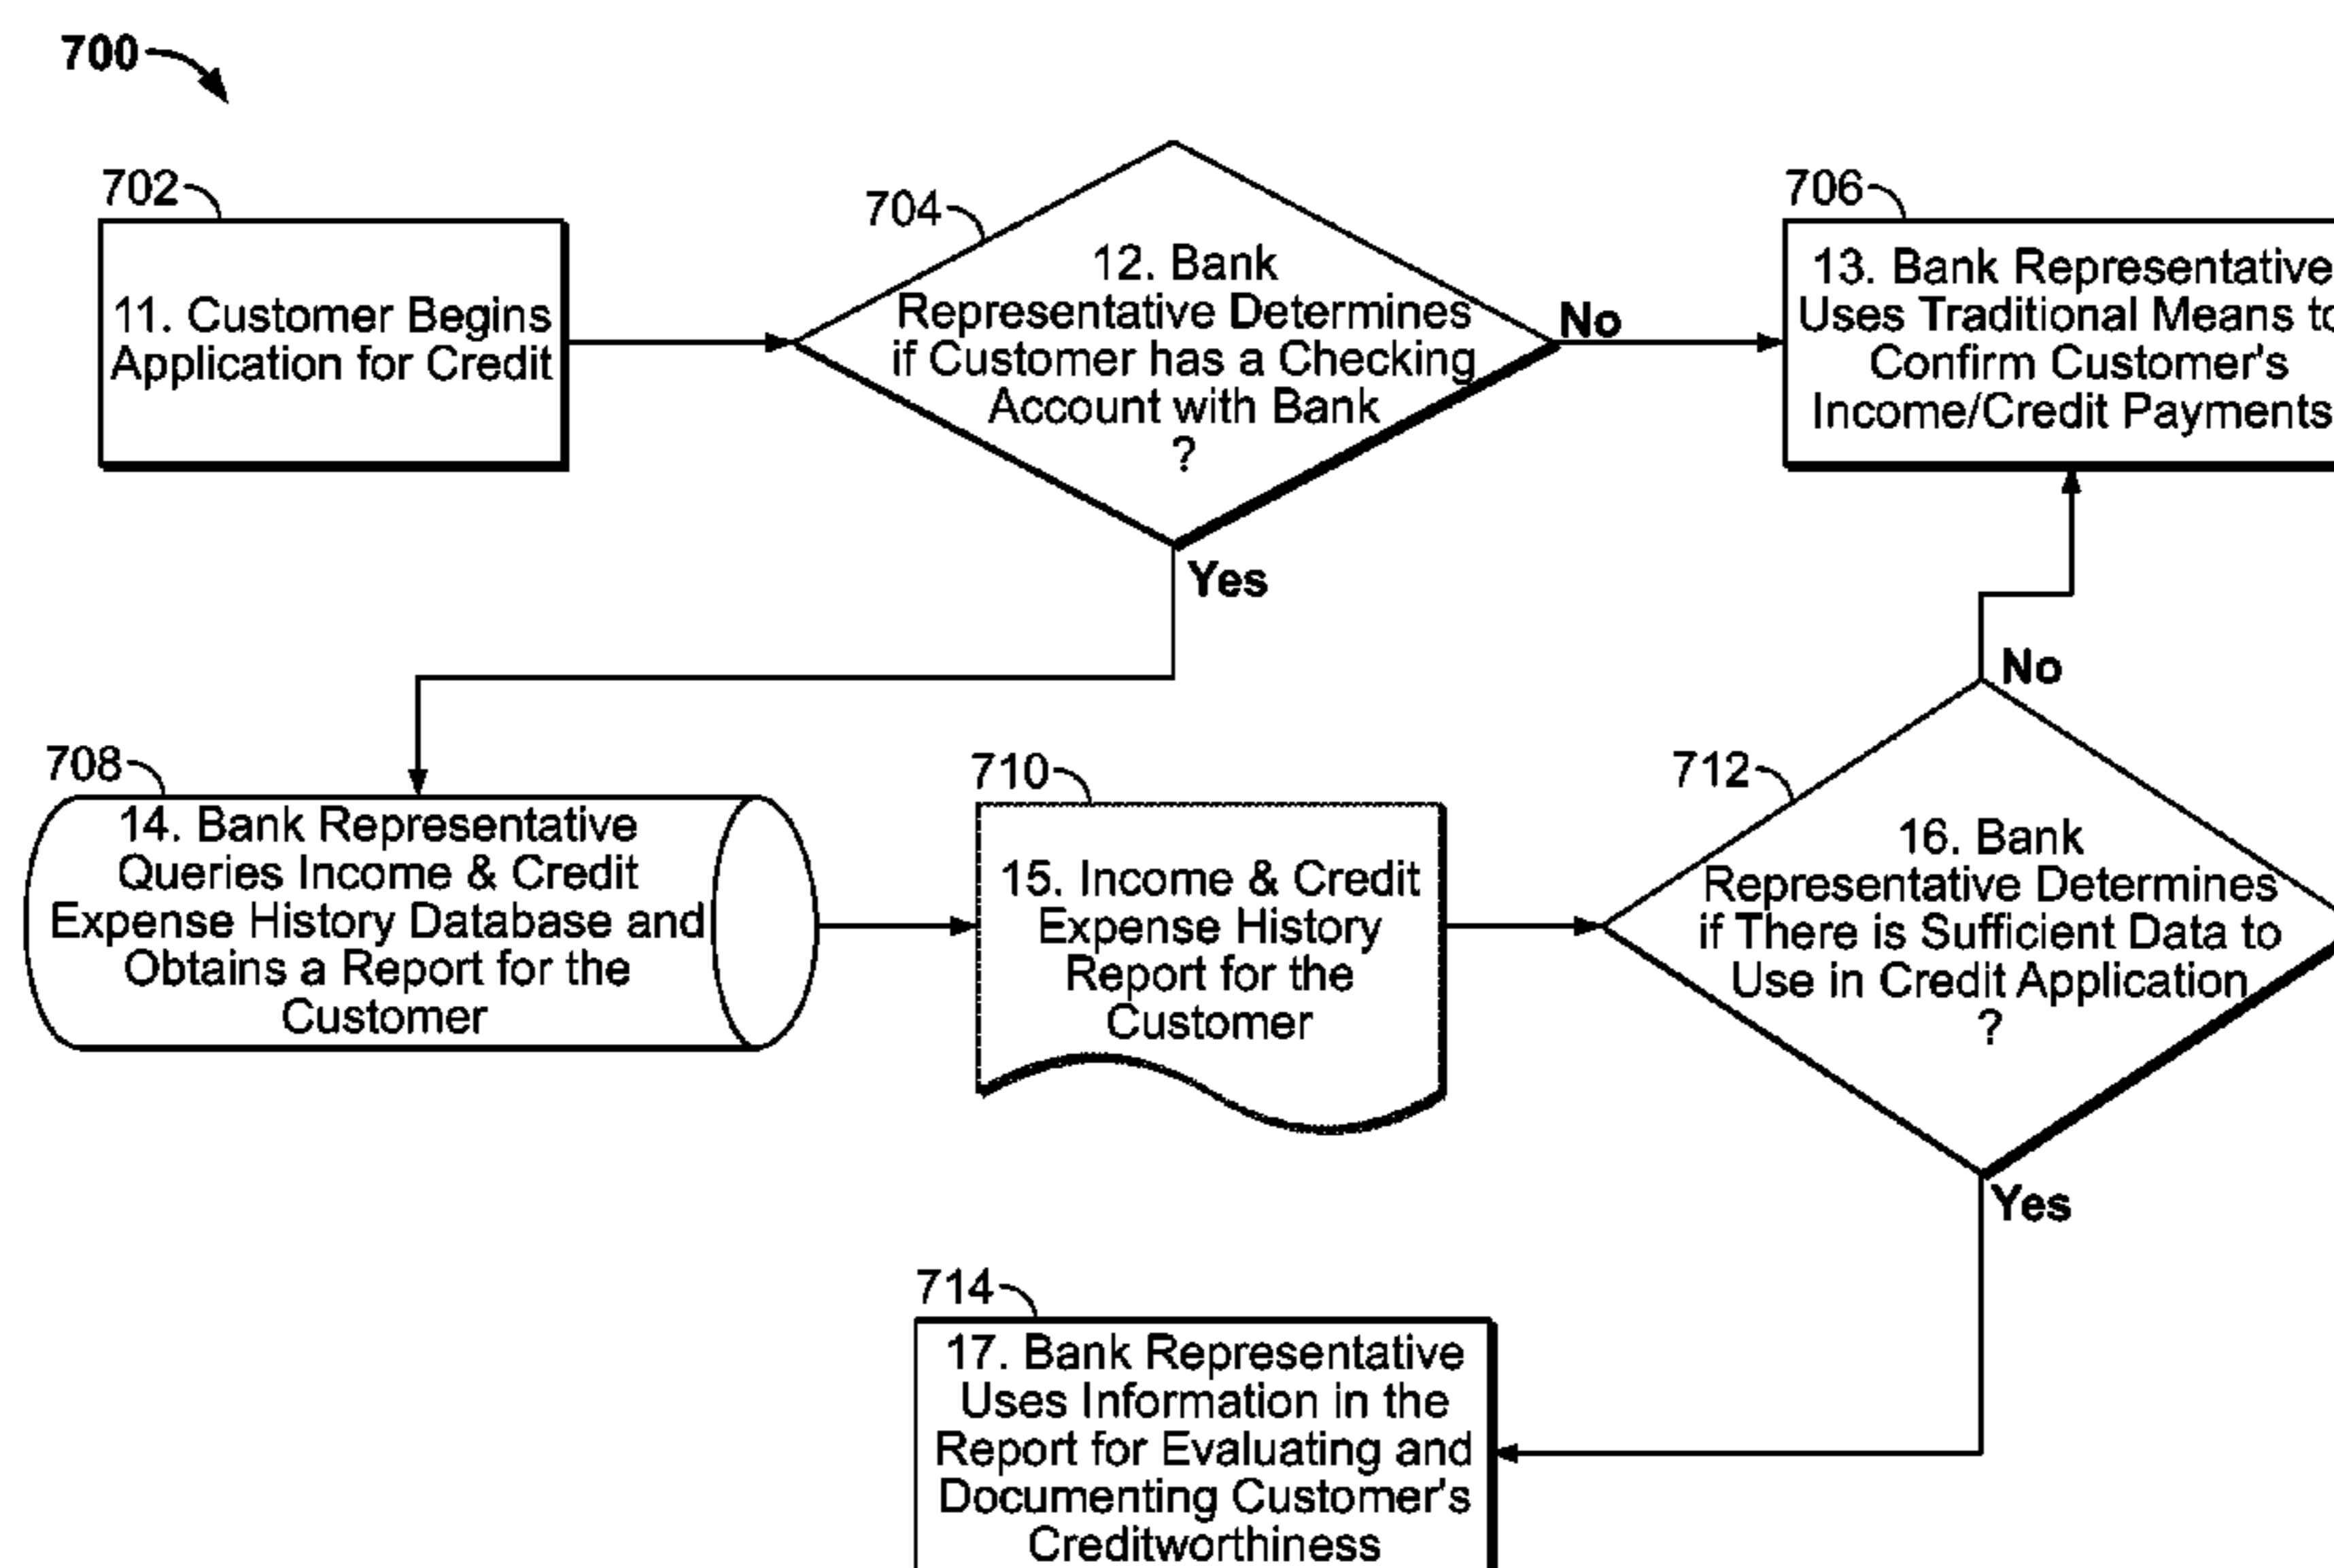 700
702
11. Customer Begins
Application for Credit
704
12. Bank
Representative Determines
if Customer has a Checking
Account with Bank
?
No
Yes
706
13. Bank Representative
Uses Traditional Means to
Confirm Customer's
Income/Credit Payments
708
14. Bank Representative
Queries Income & Credit
Expense History Database and
Obtains a Report for the
Customer
710
15. Income & Credit
Expense History
Report for the
Customer
712
16. Bank
Representative Determines
if There is Sufficient Data to
Use in Credit Application
?
No
Yes
714
17. Bank Representative
Uses Information in the
Report for Evaluating and
Documenting Customer's
Creditworthiness